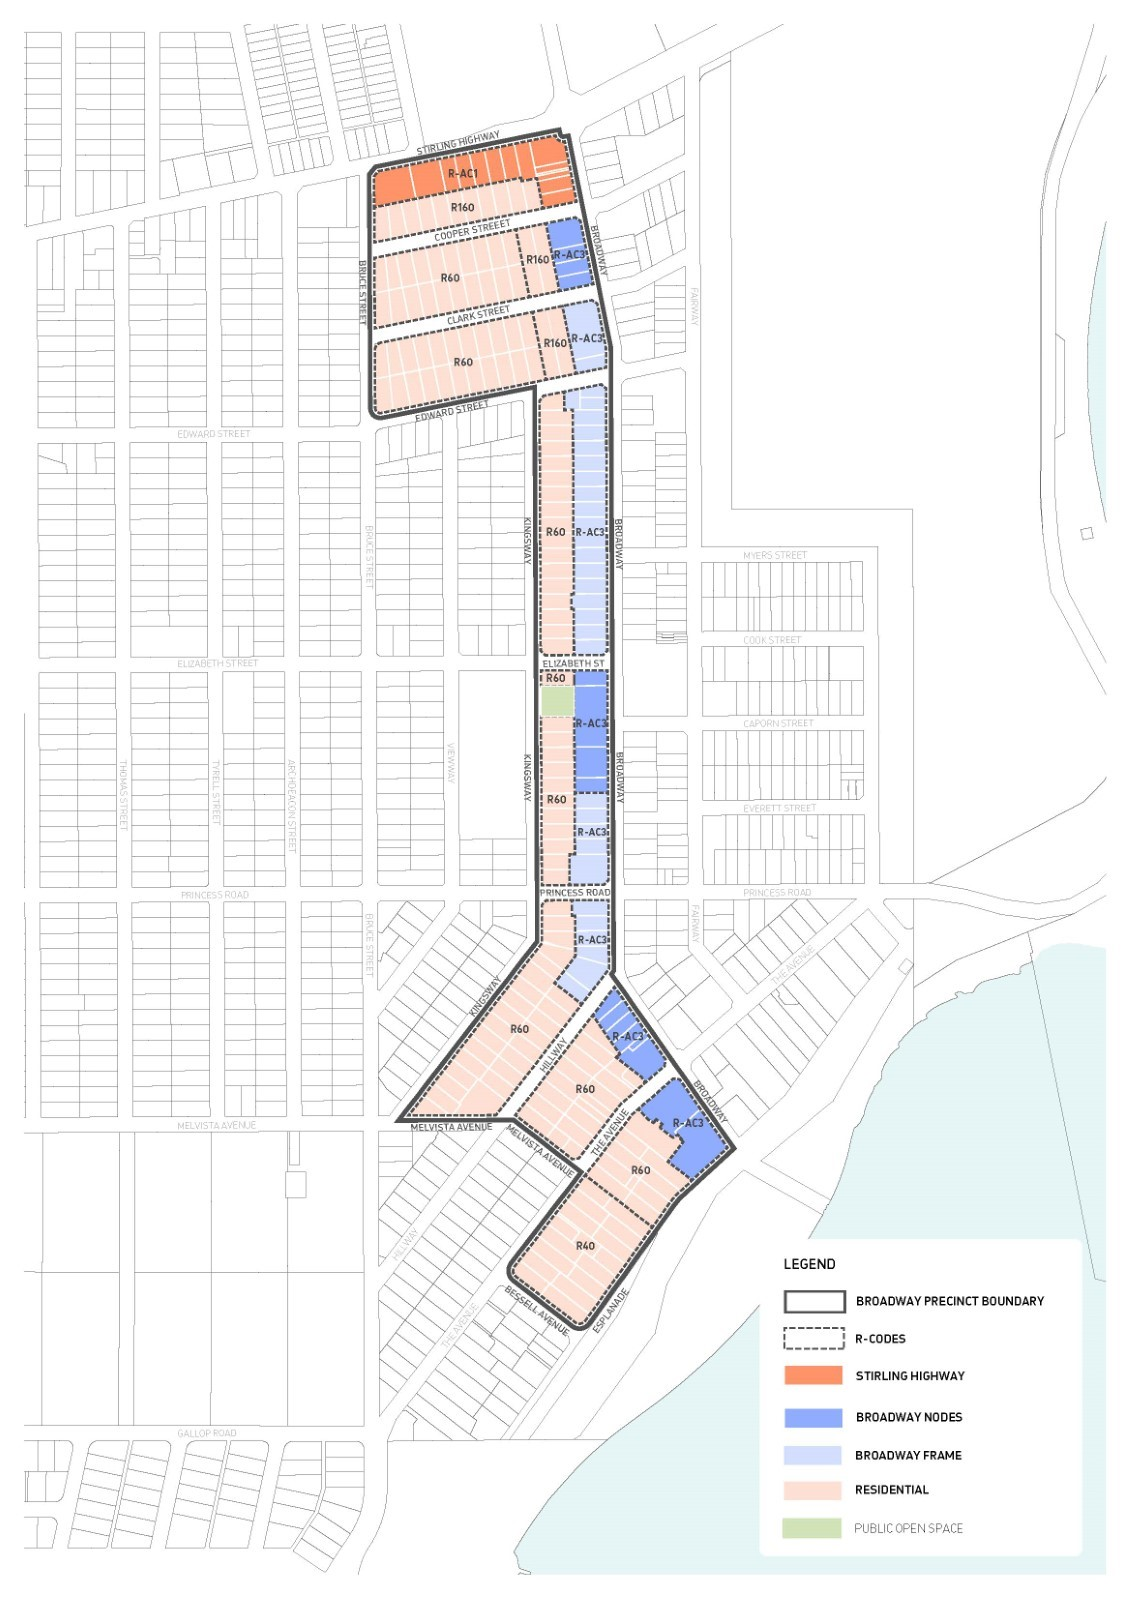 STIRLING HIGHWAY
R-AC1
R160
COOPER STREEET
BROADWAY
R-AC3
R160
R60
BRUCE STREET
FAIRWAY
CLARK STREET
R-AC3
R160
R60
EDWARD STREET
EDWARD STREET
BRUCE STREET
KINGSWAY
R60
R-AC3
BROADWAY
MYERS STREET
COOK STREET
ELIZABETH STREET
ELIZABETH ST
R60
R-AC3
CAPORN STREET
THOMAS STREET
TYRELL STREET
ARCHDEACON STREET
VIEWWAY
KINGSWAY
R60
BROADWAY
EVERETT STREET
R-AC3
PRINCESS ROAD
PRINCESS ROAD
PRINCESS ROAD
BRUCE STREET
R-AC3
FAIRWAY
THE AVENUE
KINGSWAY
R60
HILLWAY
R-AC3
R60
BROADWAY
R-AC3
MELVISTA AVENUE
MELVISTA AVENUE
MELVISTA AVENUE
THE AVENUE
R60
HILLWAY
R40
THE AVENUE
BESSELL AVENUE
ESPLANADE
GALLOP ROAD
LEGEND
BROADWAY PRECINCT BOUNDARY
R-CODES
STIRLING HIGHWAY
BROADWAY NODES
BROADWAY FRAME
RESIDENTIAL
PUBLIC OPEN SPACE